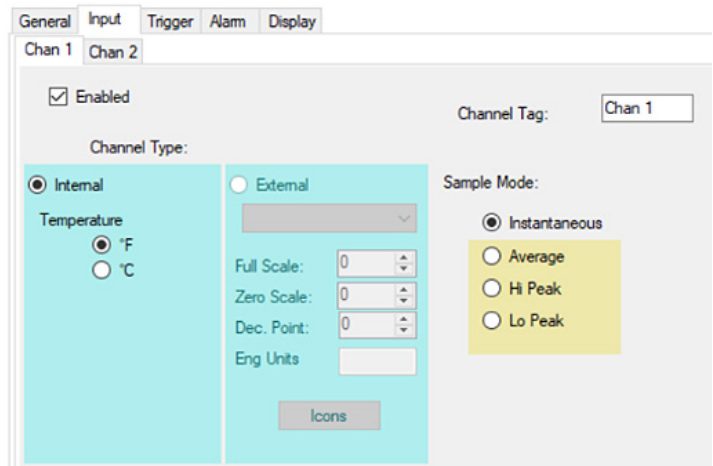 General Input Trigger Alarm Display
Chan 1 Chan 2
Enabled
Channel Tag: Chan 1
Channel Type:
Internal
Temperature
°F
°C
External
Full Scale: 0
Zero Scale: 0
Dec. Point: 0
Eng Units
Icons
Sample Mode:
Instantaneous
Average
Hi Peak
Lo Peak